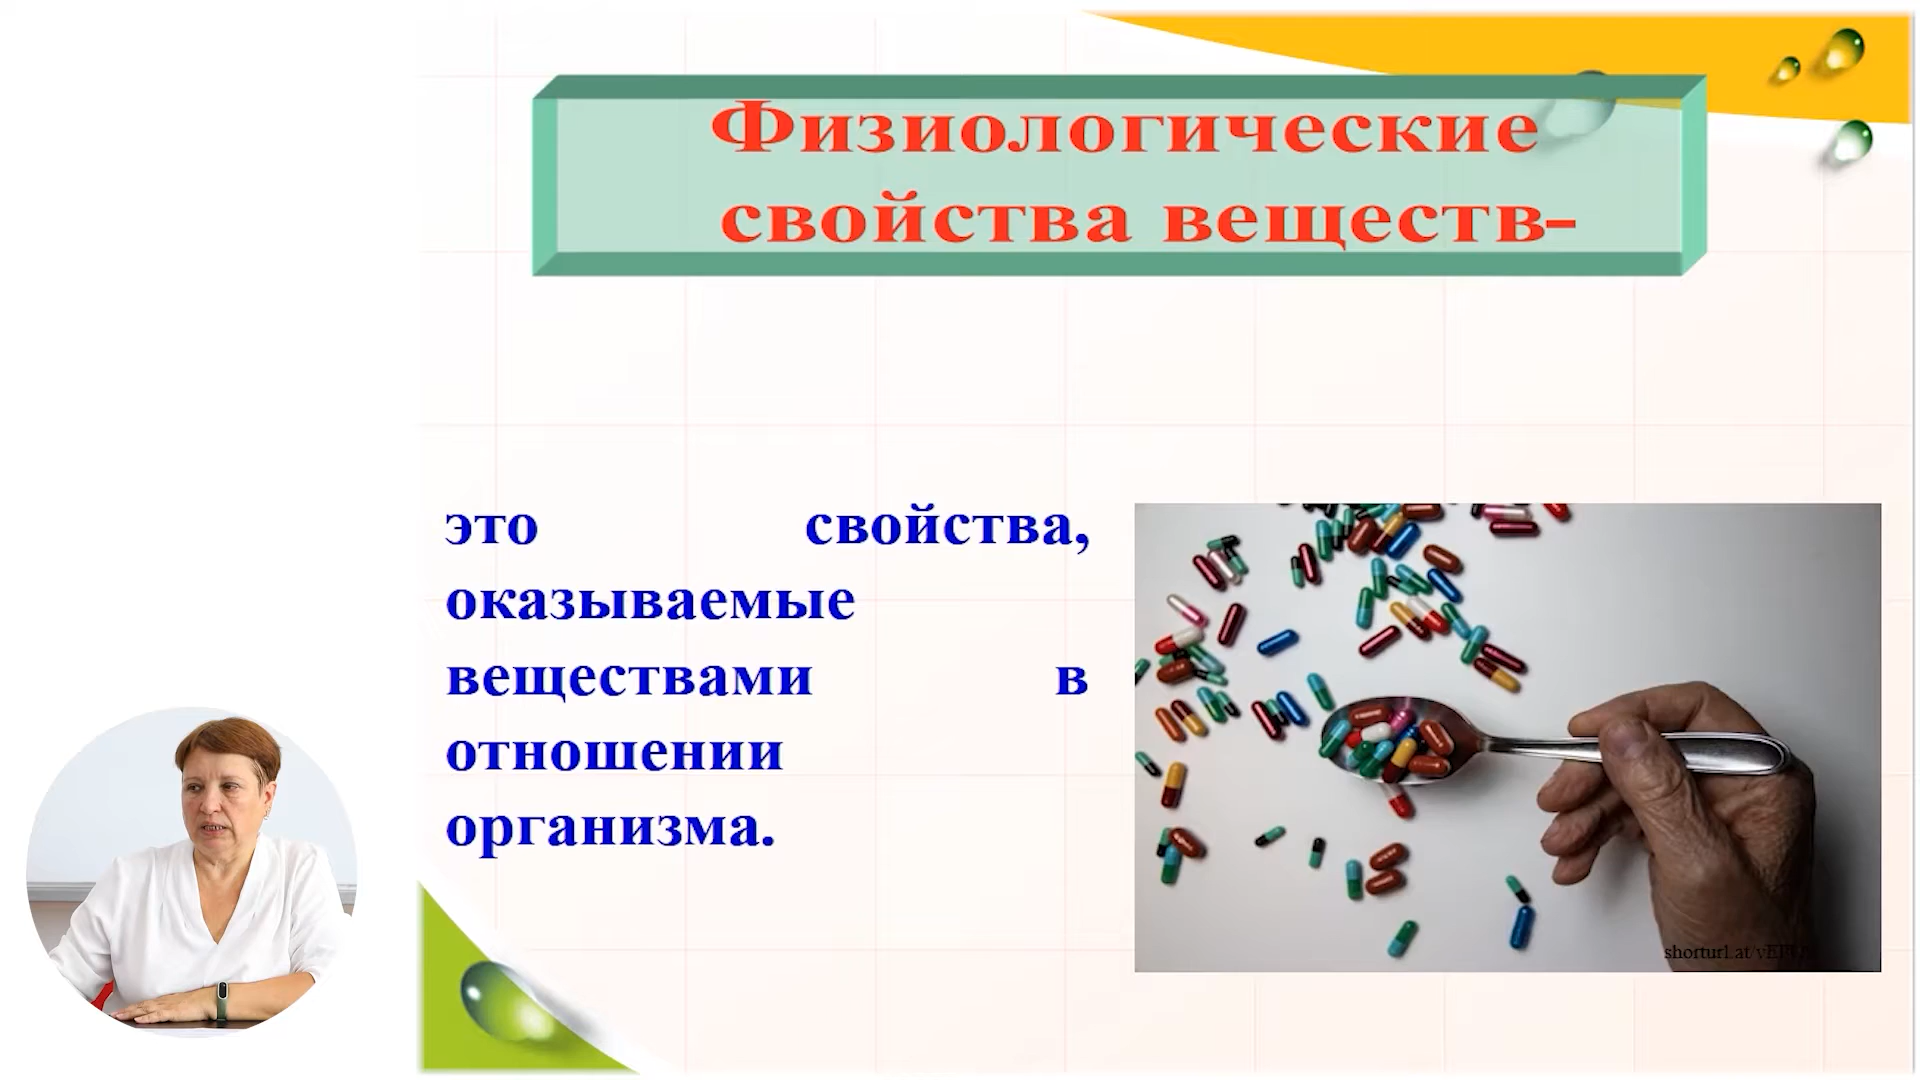 Физиологические
свойства веществ-
это свойства,
оказываемые
веществами в
отношении
организма.